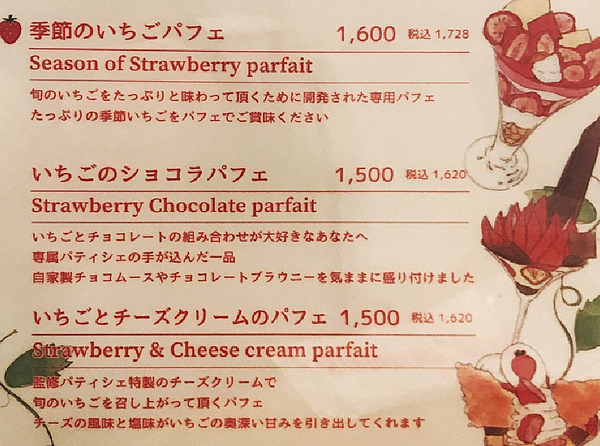 季節のいちごパフェ 1,600 税込 1,728
Season of Strawberry parfait
旬のいちごをたっぷりと味わって頂くために開発された専用パフェ
たっぷりの季節いちごをパフェでご賞味ください
いちごのショコラパフェ 1,500 税込 1,620
Strawberry Chocolate parfait
いちごとチョコレートの組み合わせが大好きなあなたへ
専属パティシェの手が込んだ一品
自家製チョコムースやチョコレートブラウニーを気ままに盛り付けました
いちごとチーズクリームのパフェ 1,500 税込 1,620
Strawberry & Cheese cream parfait
監修パティシェ特製のチーズクリームで
旬のいちごを召し上がって頂くパフェ
チーズの風味と塩味がいちごの奥深い甘みを引き出してくれます